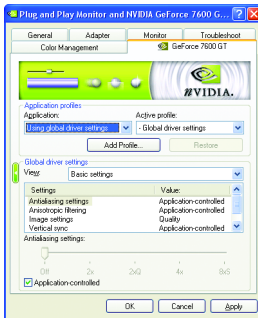 Plug and Play Monitor and NVIDIA GeForce 7600 G...
General Adapter Monitor Troubleshoot
Color Management GeForce 7600 GT
NVIDIA.
Application profiles
Application: Active profile:
Using global driver settings - Global driver settings
Add Profile... Restore
Global driver settings
View: Basic settings
Settings Value:
Antialiasing settings Application-controlled
Anisotropic filtering Application-controlled
Image settings Quality
Vertical sync Application-controlled
Antialiasing settings:
Off 2x 2xQ 4x 8xS
Application-controlled
OK Cancel Apply